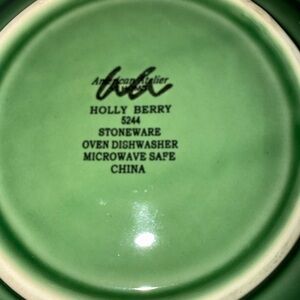 American Atelier
HOLLY BERRY
5244
STONEWARE
OVEN DISHWASHER
MICROWAVE SAFE
CHINA